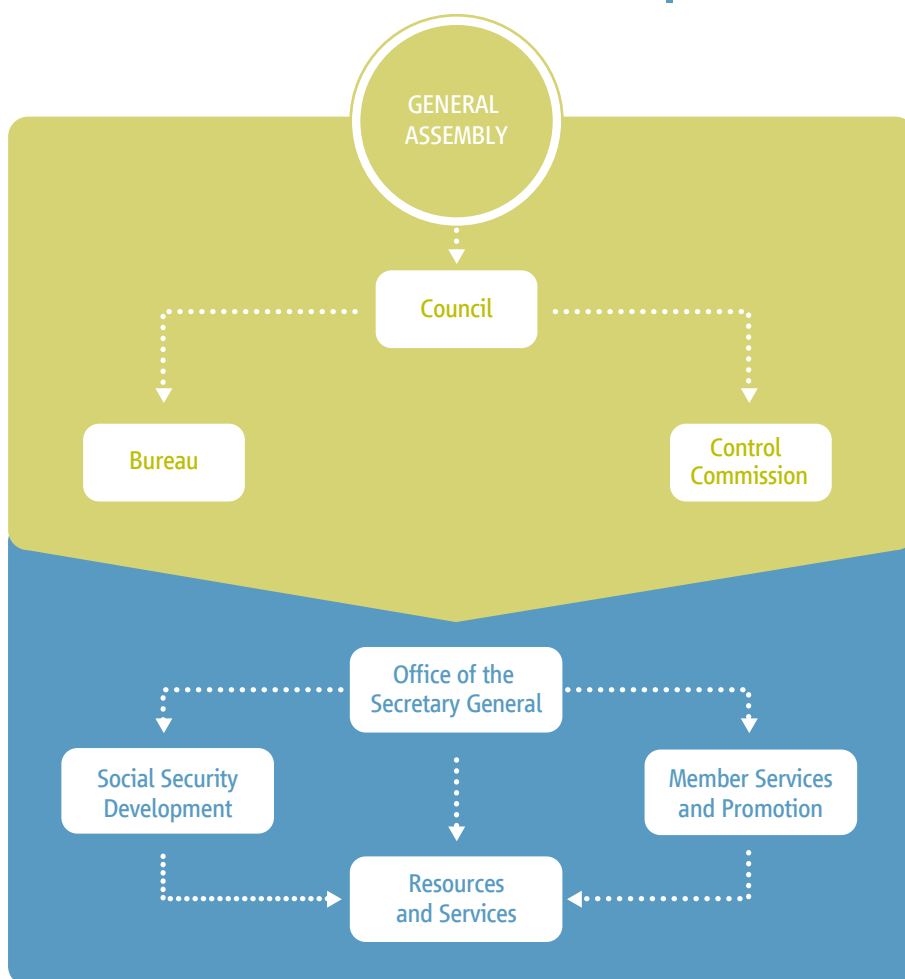 GENERAL
ASSEMBLY
Council
Bureau
Control
Commission
Office of the
Secretary General
Social Security
Development
Member Services
and Promotion
Resources
and Services